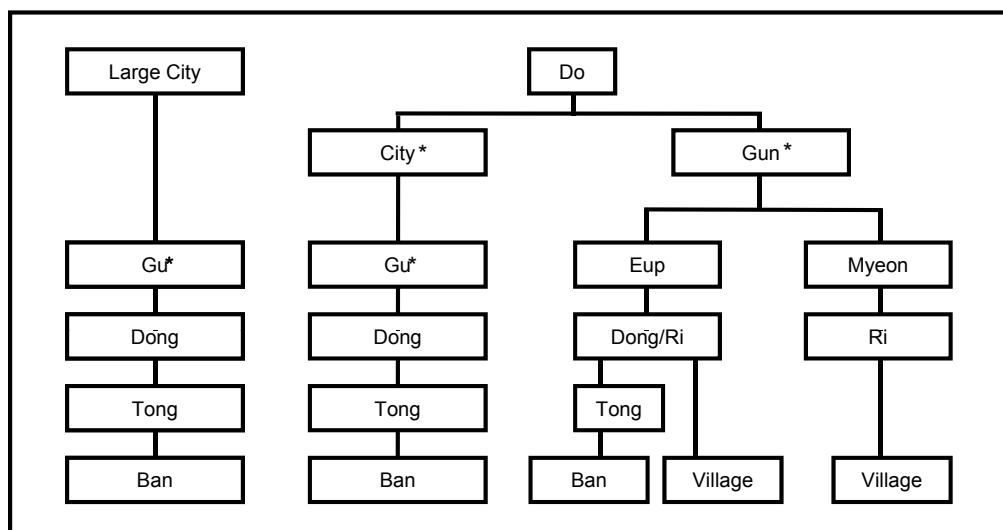 Large City
Do
City *
Gun *
Gu*
Gu*
Eup
Myeon
Dong
Dong
Dong/Ri
Ri
Tong
Tong
Tong
Ban
Ban
Ban
Village
Village